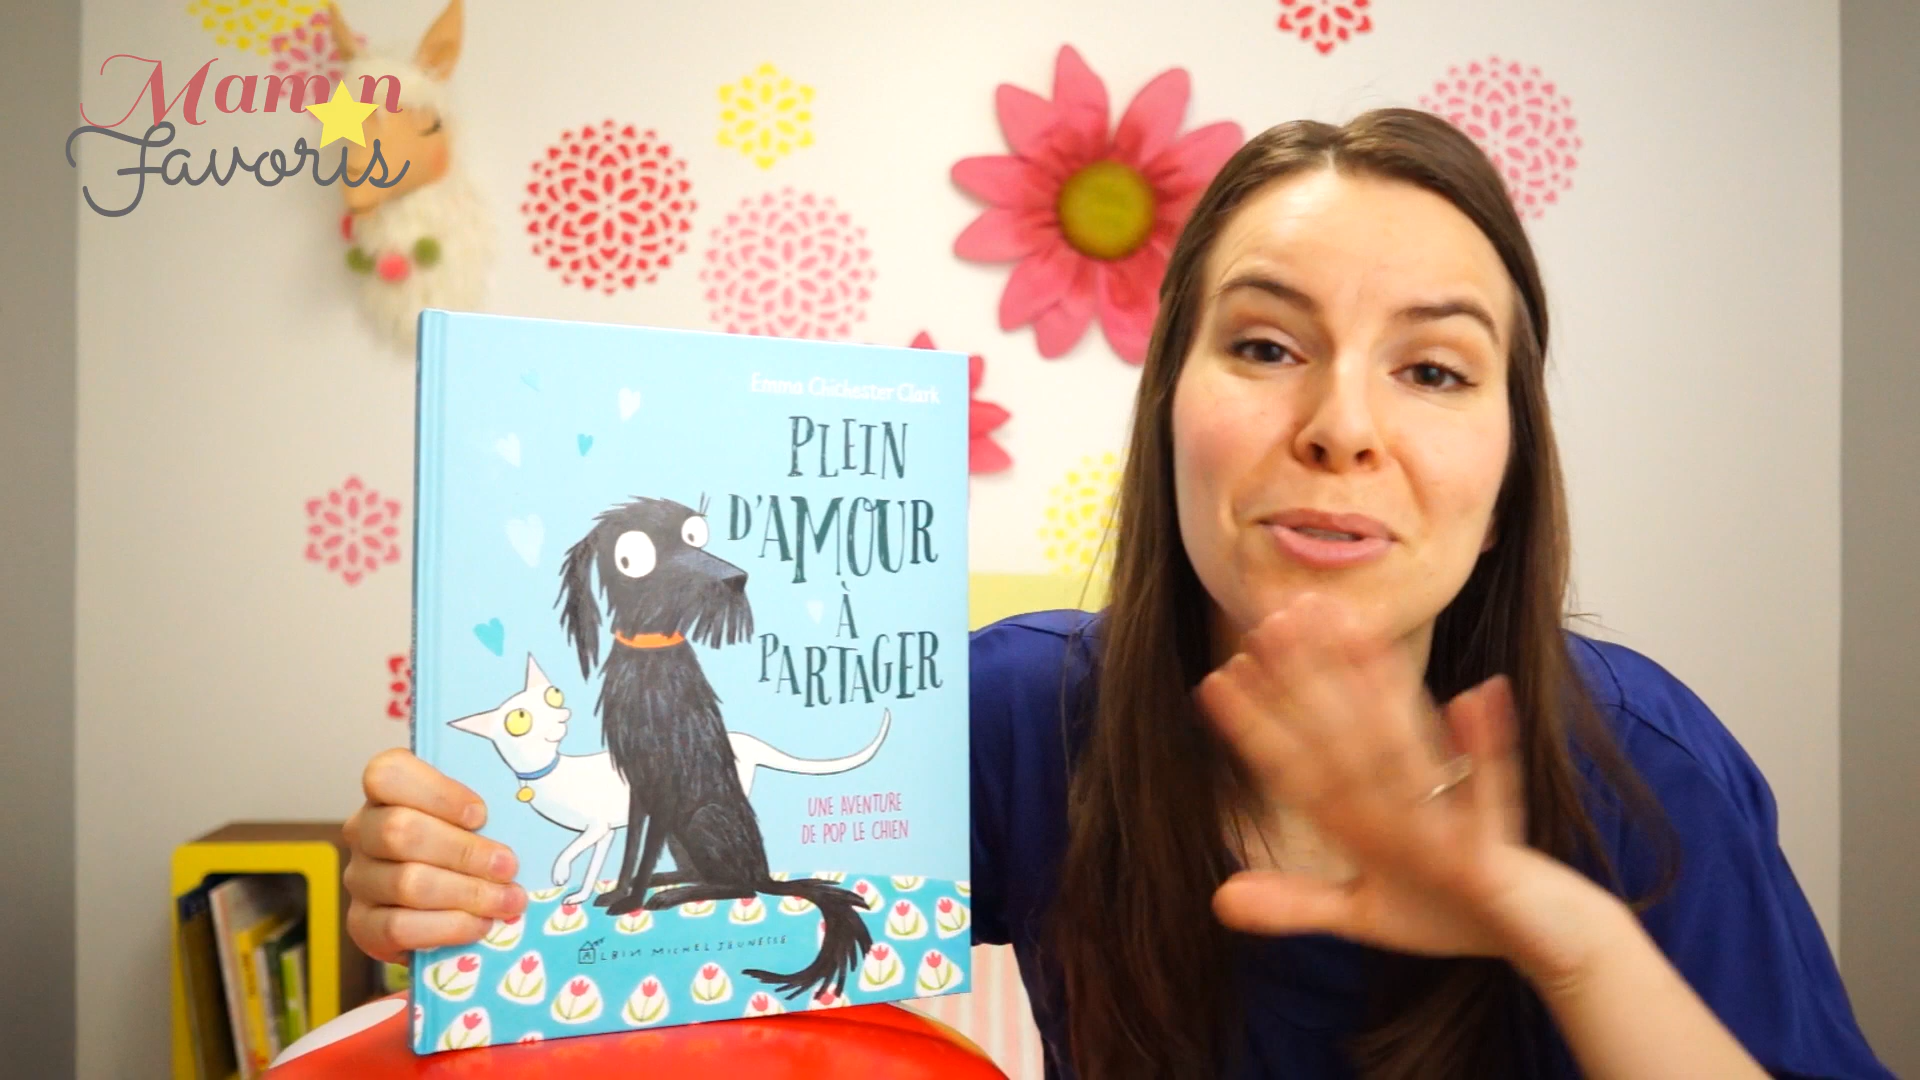 Mam n
Favoris
Emma Chichester Clark
PLEIN
D'AMOUR
À
PARTAGER
UNE AVENTURE
DE POP LE CHIEN
ALBIN MICHEL JEUNESSE